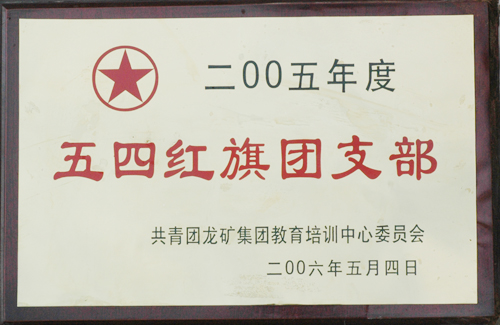 二00五年度
五四红旗团支部
共青团龙矿集团教育培训中心委员会
二00六年五月四日